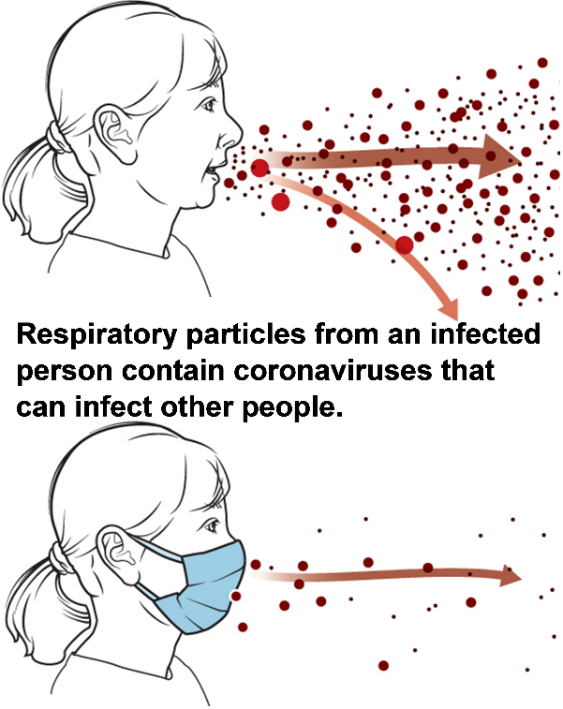 Respiratory particles from an infected
person contain coronaviruses that
can infect other people.